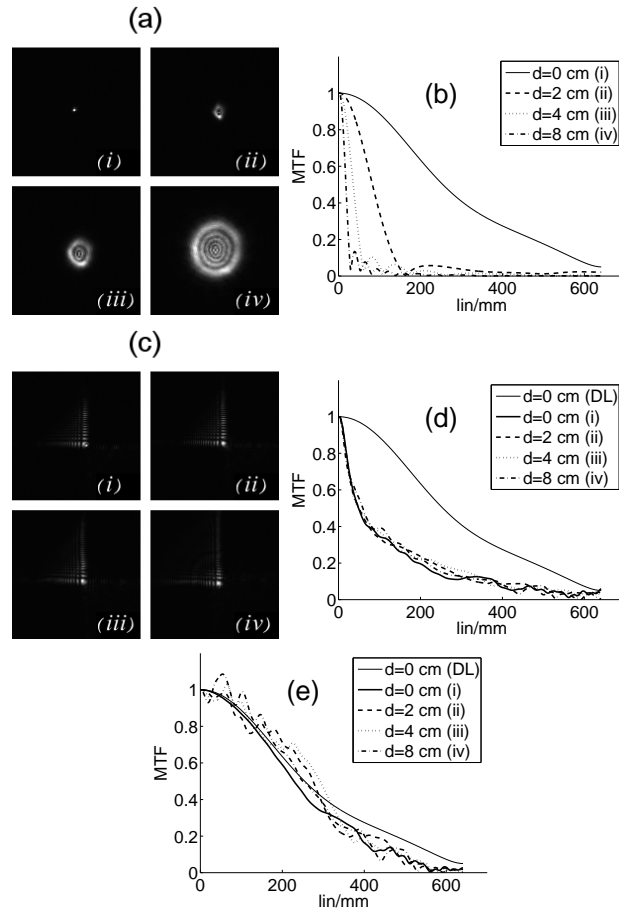 (a)
(i)
(ii)
(iii)
(iv)
(b)
MTF
1
0.8
0.6
0.4
0.2
0
0 200 400 600
lin/mm
d=0 cm (i)
d=2 cm (ii)
d=4 cm (iii)
d=8 cm (iv)
(c)
(i)
(ii)
(iii)
(iv)
(d)
MTF
1
0.8
0.6
0.4
0.2
0
0 200 400 600
lin/mm
d=0 cm (DL)
d=0 cm (i)
d=2 cm (ii)
d=4 cm (iii)
d=8 cm (iv)
(e)
MTF
1
0.8
0.6
0.4
0.2
0
0 200 400 600
lin/mm
d=0 cm (DL)
d=0 cm (i)
d=2 cm (ii)
d=4 cm (iii)
d=8 cm (iv)